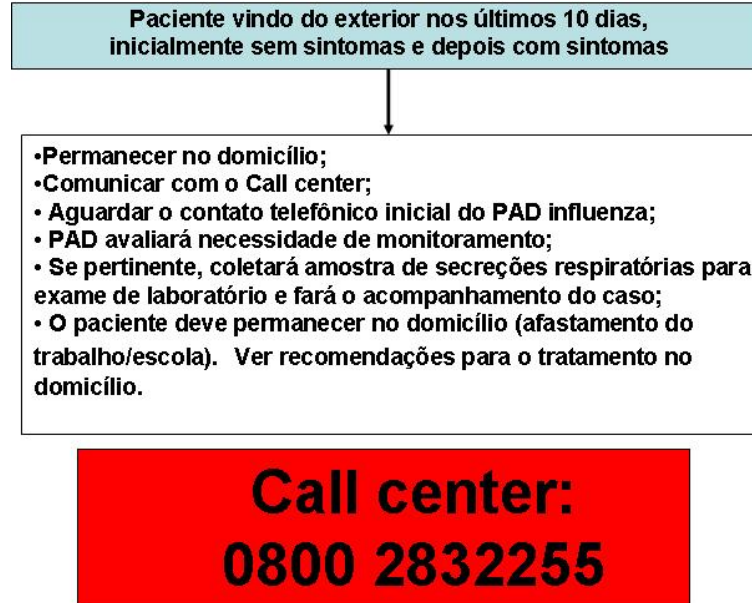 Paciente vindo do exterior nos últimos 10 dias,
inicialmente sem sintomas e depois com sintomas
•Permanecer no domicílio;
•Comunicar com o Call center;
• Aguardar o contato telefônico inicial do PAD influenza;
• PAD avaliará necessidade de monitoramento;
• Se pertinente, coletará amostra de secreções respiratórias para
exame de laboratório e fará o acompanhamento do caso;
• O paciente deve permanecer no domicílio (afastamento do
trabalho/escola). Ver recomendações para o tratamento no
domicílio.
Call center:
0800 2832255